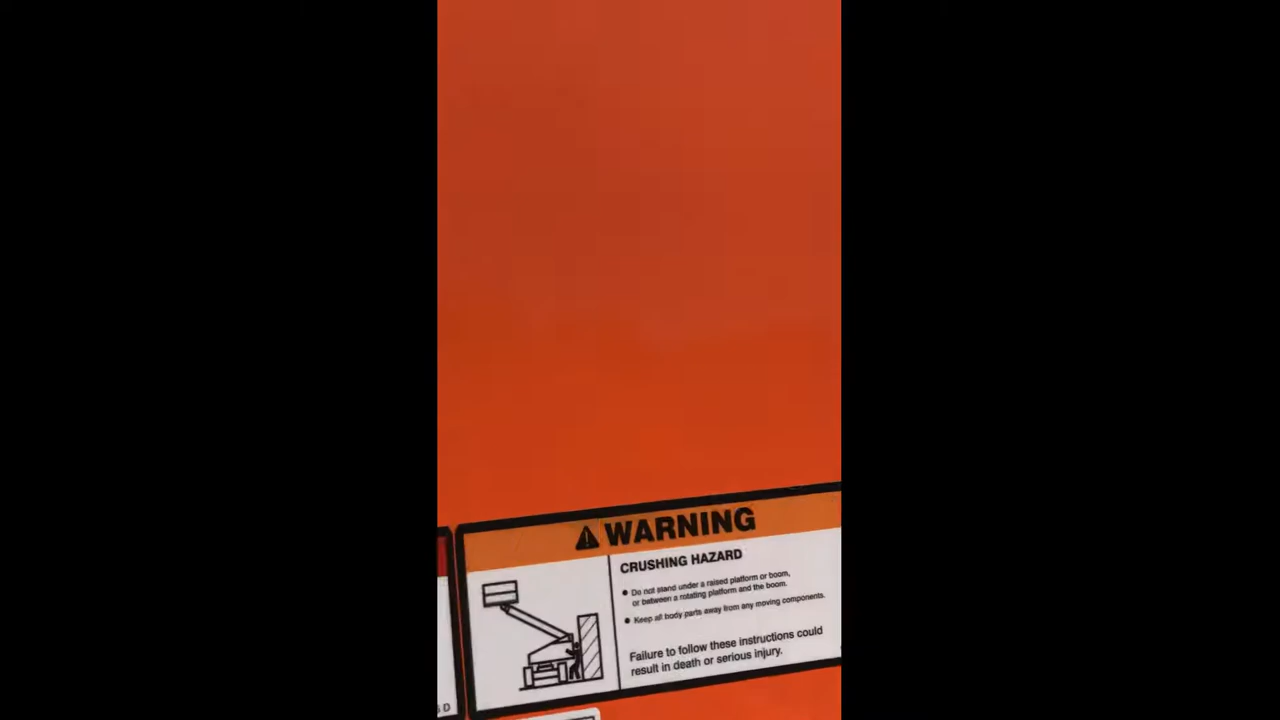 WARNING
CRUSHING HAZARD
● Do not stand under a raised platform or boom,
or between a rotating platform and the boom.
● Keep all body parts away from any moving components.
Failure to follow these instructions could
result in death or serious injury.